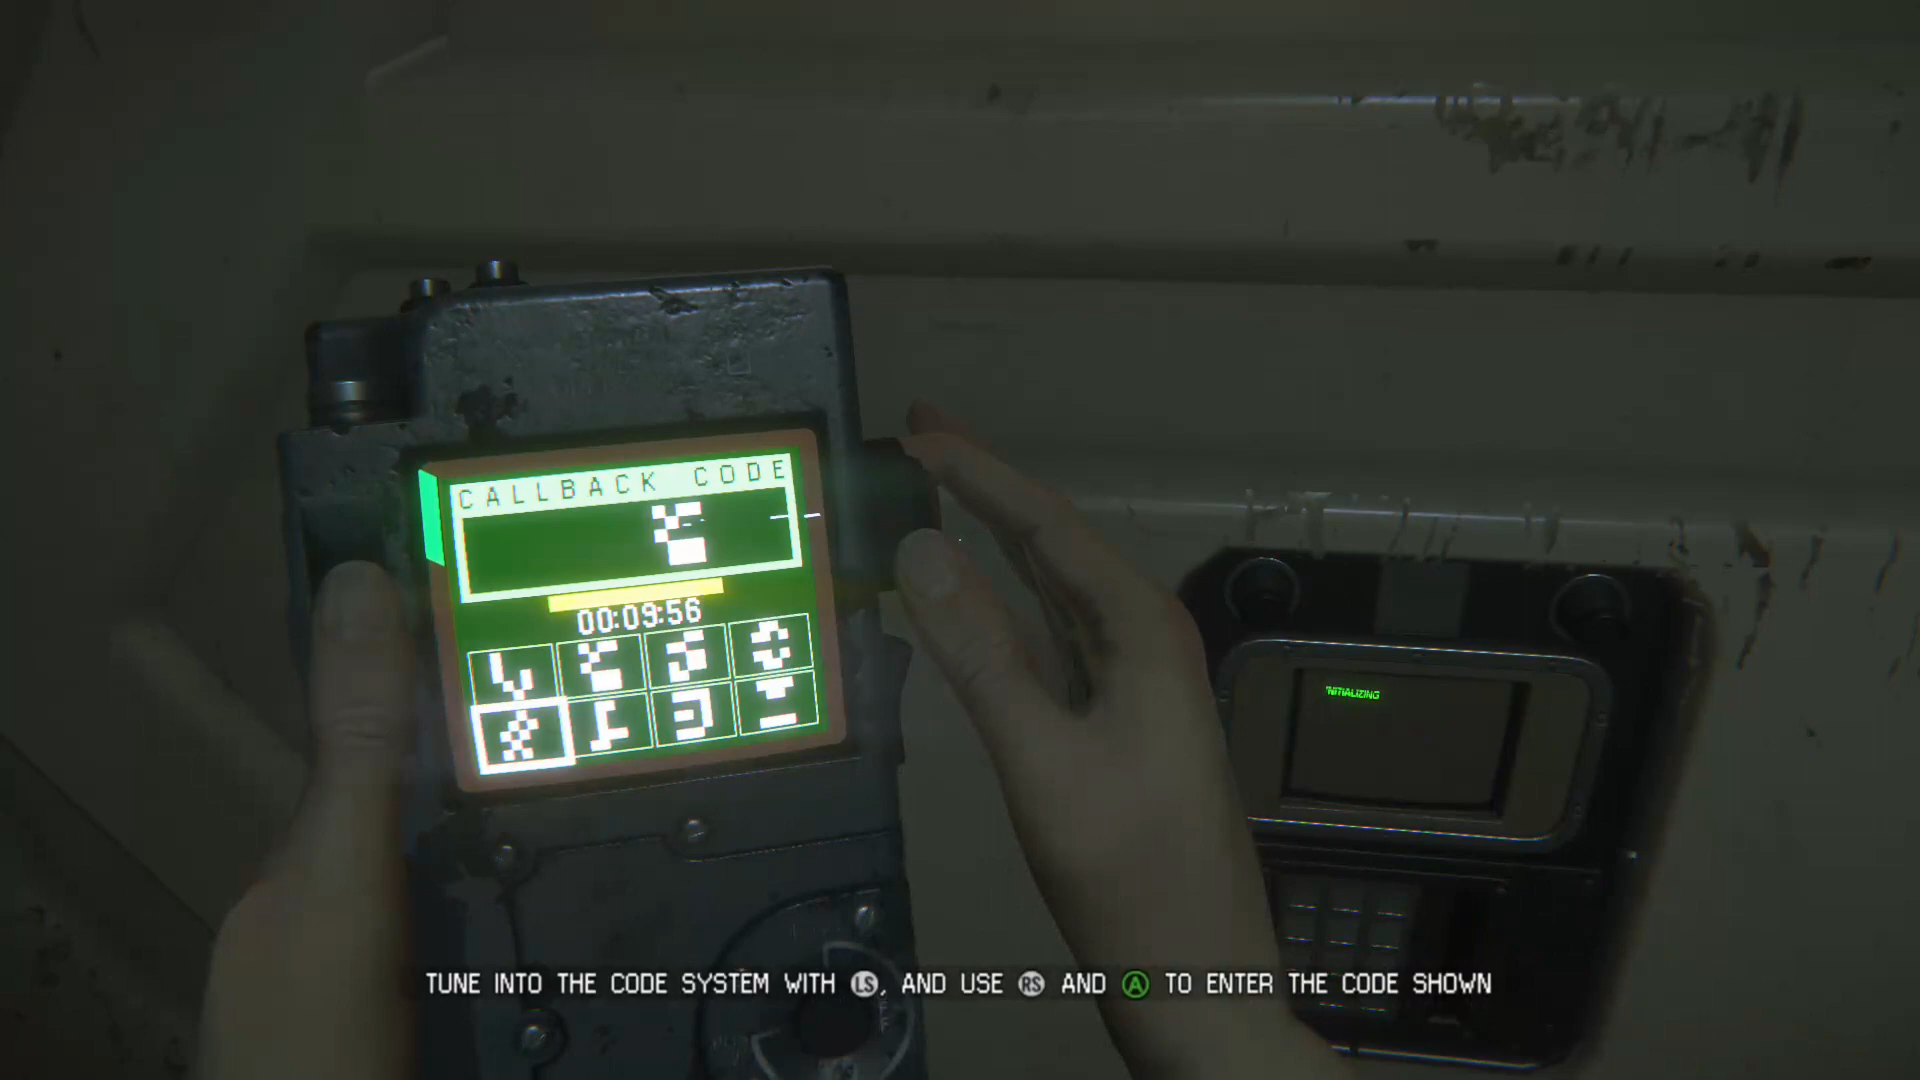 CALLBACK CODE
00:09:56
INITIALIZING
TUNE INTO THE CODE SYSTEM WITH LS, AND USE RS AND A TO ENTER THE CODE SHOWN